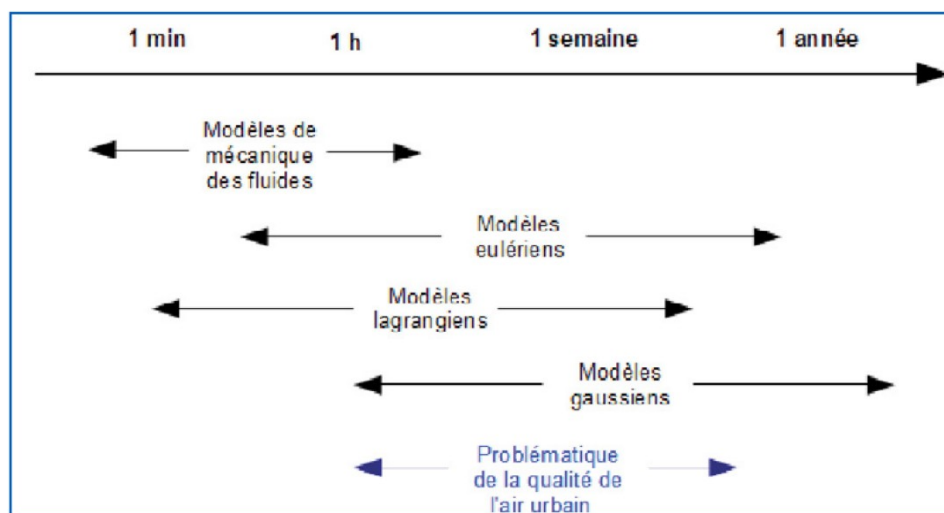 1 min 1 h 1 semaine 1 année
Modèles de
mécanique
des fluides
Modèles
eulériens
Modèles
lagrangiens
Modèles
gaussiens
Problématique
de la qualité de
l'air urbain